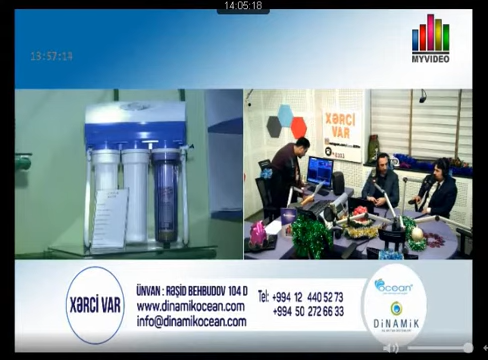 14:05:18
13:57:14
MYVIDEO
XƏRCİ
VAR
XƏRCİ VAR
ÜNVAN : RƏŞİD BEHBUDOV 104 D
www.dinamikocean.com
info@dinamikocean.com
Tel: +994 12 440 52 73
+994 50 272 66 33
ocean
DİNAMİK